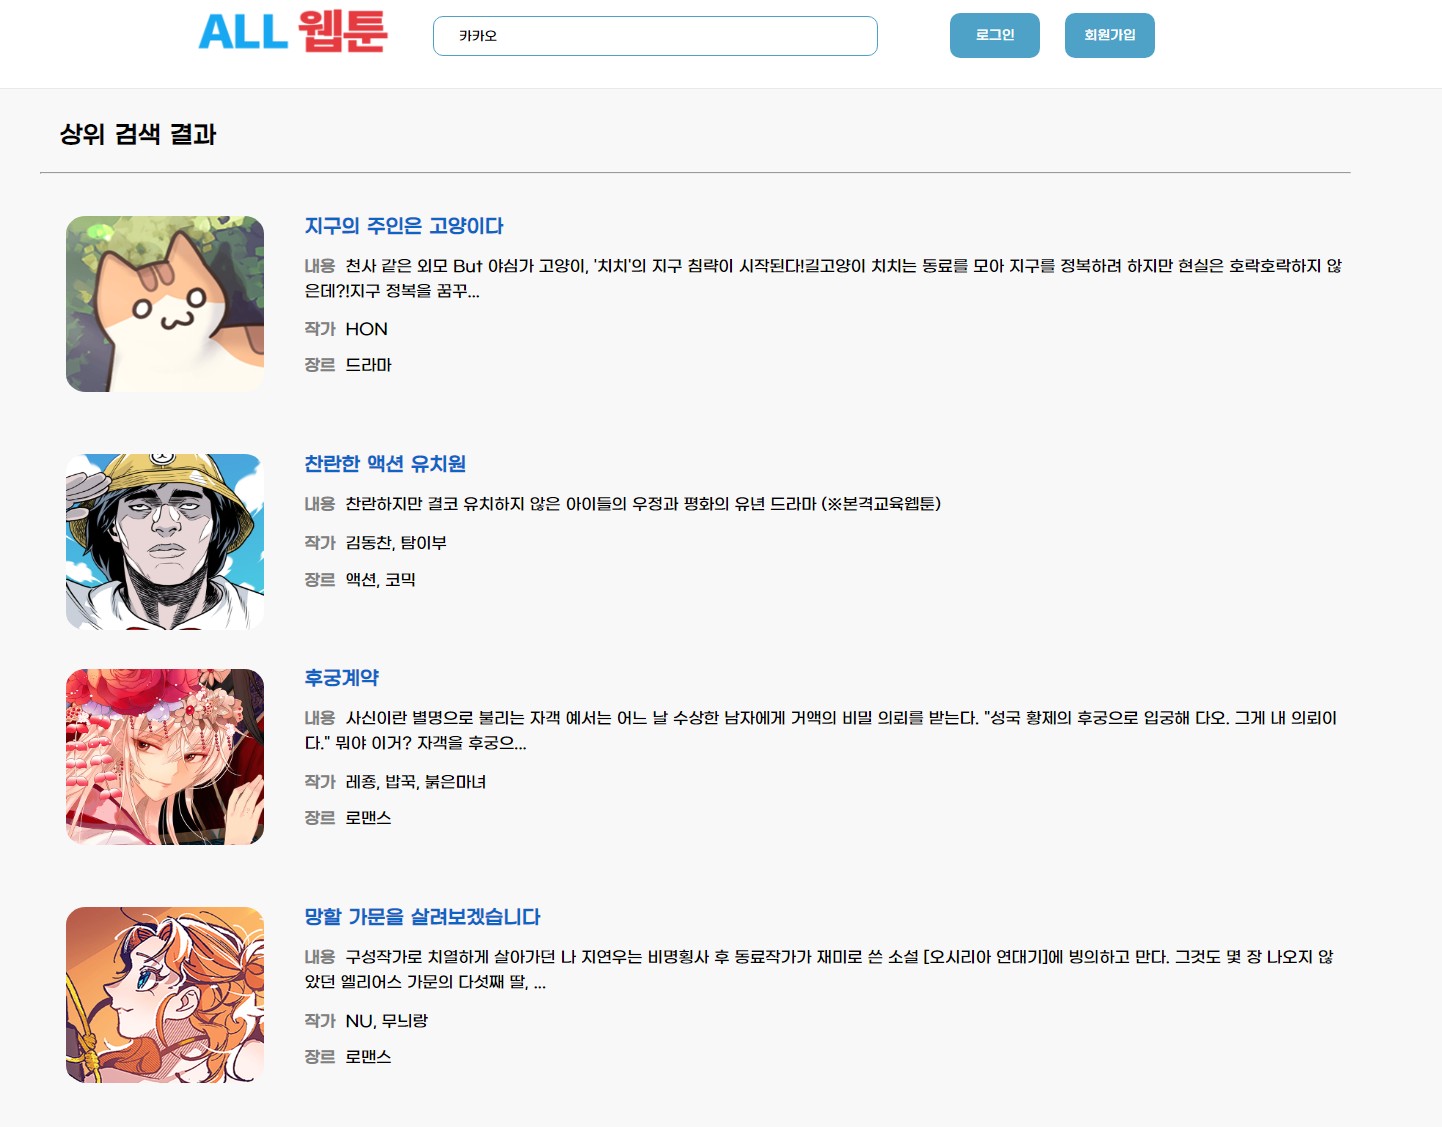 ALL 웹툰
카카오
로그인
회원가입
상위 검색 결과
지구의 주인은 고양이다
내용 천사 같은 외모 But 야심가 고양이, '치치'의 지구 침략이 시작된다!길고양이 치치는 동료를 모아 지구를 정복하려 하지만 현실은 호락호락하지 않
은데?!지구 정복을 꿈꾸...
작가 HON
장르 드라마
찬란한 액션 유치원
내용 찬란하지만 결코 유치하지 않은 아이들의 우정과 평화의 유년 드라마 (※본격교육웹툰)
작가 김동찬, 탐이부
장르 액션, 코믹
후궁계약
내용 사신이란 별명으로 불리는 자객 예서는 어느 날 수상한 남자에게 거액의 비밀 의뢰를 받는다. "성국 황제의 후궁으로 입궁해 다오. 그게 내 의뢰이
다." 뭐야 이거? 자객을 후궁으...
작가 레죵, 밥꾹, 붉은마녀
장르 로맨스
망할 가문을 살려보겠습니다
내용 구성작가로 치열하게 살아가던 나 지연우는 비명횡사 후 동료작가가 재미로 쓴 소설 [오시리아 연대기]에 빙의하고 만다. 그것도 몇 장 나오지 않
았던 엘리어스 가문의 다섯째 딸, ...
작가 NU, 무늬랑
장르 로맨스